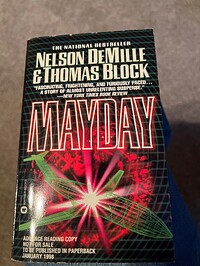 THE NATIONAL BESTSELLER
NELSON DEMILLE
& THOMAS BLOCK
"FASCINATING, FRIGHTENING, AND FURIOUSLY PACED...
A STORY OF ALMOST UNRELENTING SUSPENSE."
—NEW YORK TIMES BOOK REVIEW
MAYDAY
ADVANCE READING COPY
NOT FOR SALE
TO BE PUBLISHED IN PAPERBACK
JANUARY 1998